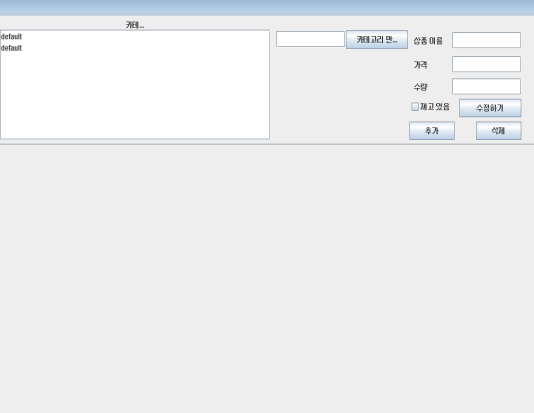 카테...
default
default
카테고리 만...
상품 이름
가격
수량
재고 있음
수정하기
추가
삭제